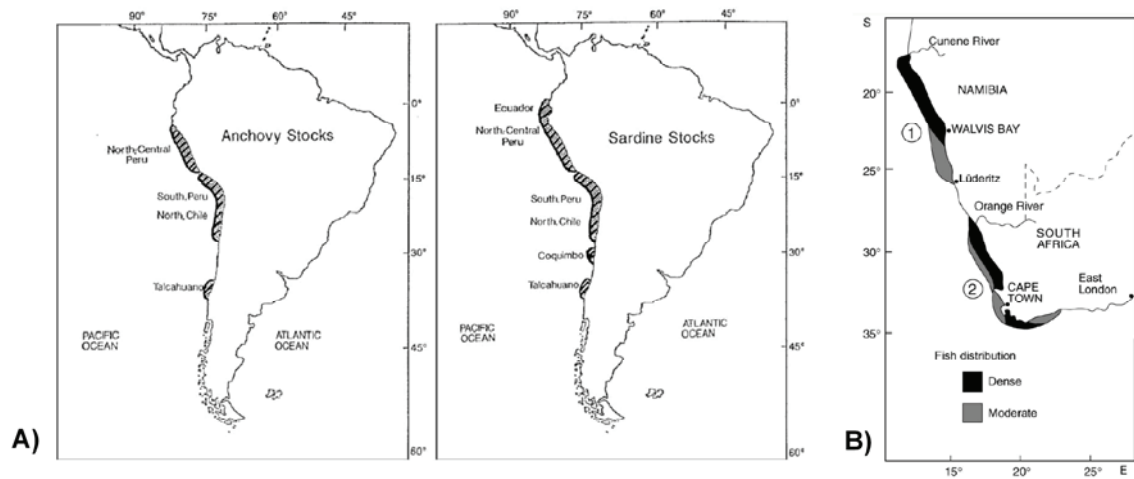 90° 75° 60° 45°
Anchovy Stocks
North, Central
Peru
South, Peru
North, Chile
Talcahuano
PACIFIC
OCEAN
ATLANTIC
OCEAN
0°
15°
30°
45°
60°
A)
90° 75° 60° 45°
Sardine Stocks
Ecuador
North, Central
Peru
South, Peru
North, Chile
Coquimbo
Talcahuano
PACIFIC
OCEAN
ATLANTIC
OCEAN
0°
15°
30°
45°
60°
S
Cunene River
NAMIBIA
20°
1
WALVIS BAY
25°
Lüderitz
Orange River
SOUTH
AFRICA
30°
2
CAPE
TOWN
East
London
35°
Fish distribution
Dense
Moderate
15° 20° 25° E
B)